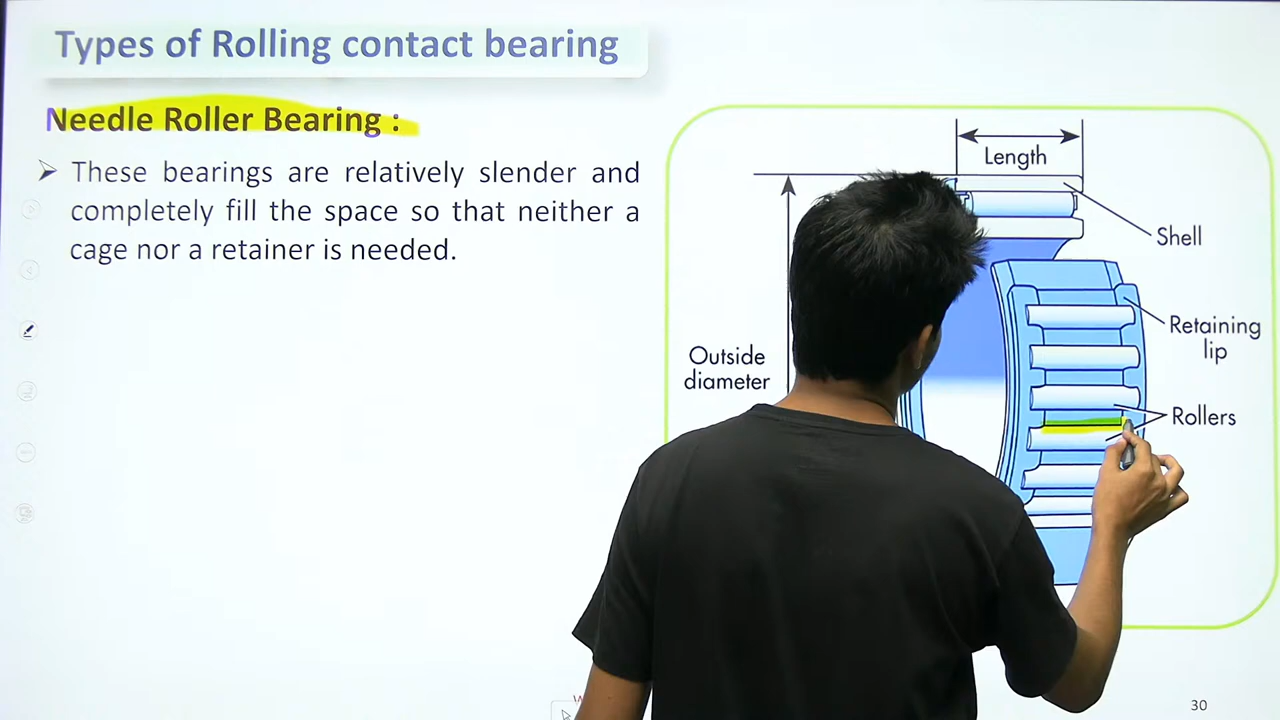 Types of Rolling contact bearing
Needle Roller Bearing :
These bearings are relatively slender and
completely fill the space so that neither a
cage nor a retainer is needed.
Length
Shell
Retaining
lip
Outside
diameter
Rollers
30